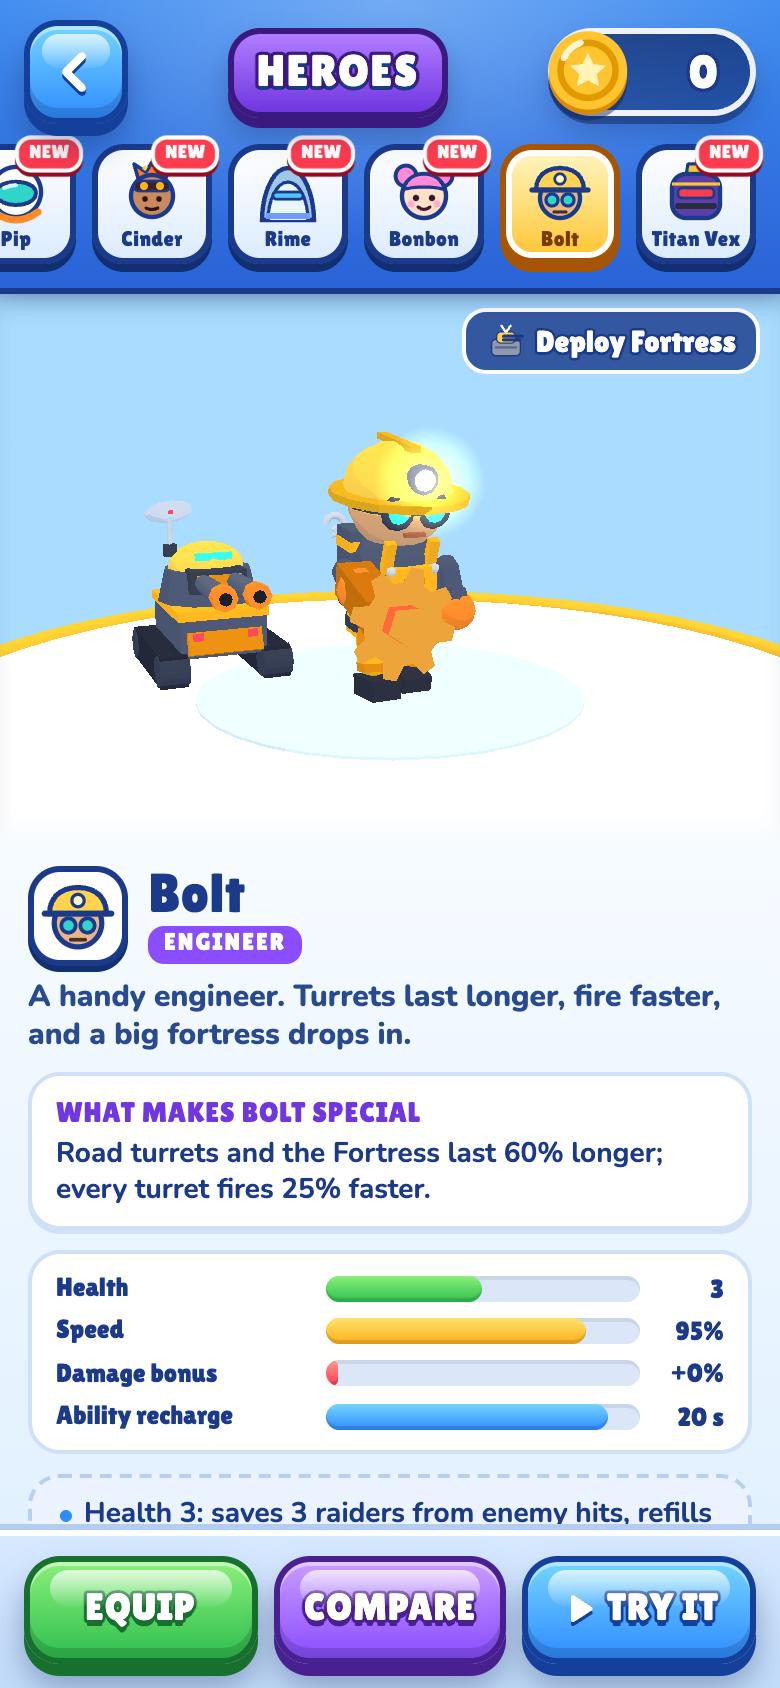 HEROES
0
NEW
NEW
NEW
NEW
NEW
Pip
Cinder
Rime
Bonbon
Bolt
Titan Vex
Deploy Fortress
Bolt
ENGINEER
A handy engineer. Turrets last longer, fire faster,
and a big fortress drops in.
WHAT MAKES BOLT SPECIAL
Road turrets and the Fortress last 60% longer;
every turret fires 25% faster.
Health 3
Speed 95%
Damage bonus +0%
Ability recharge 20 s
Health 3: saves 3 raiders from enemy hits, refills
EQUIP
COMPARE
TRY IT